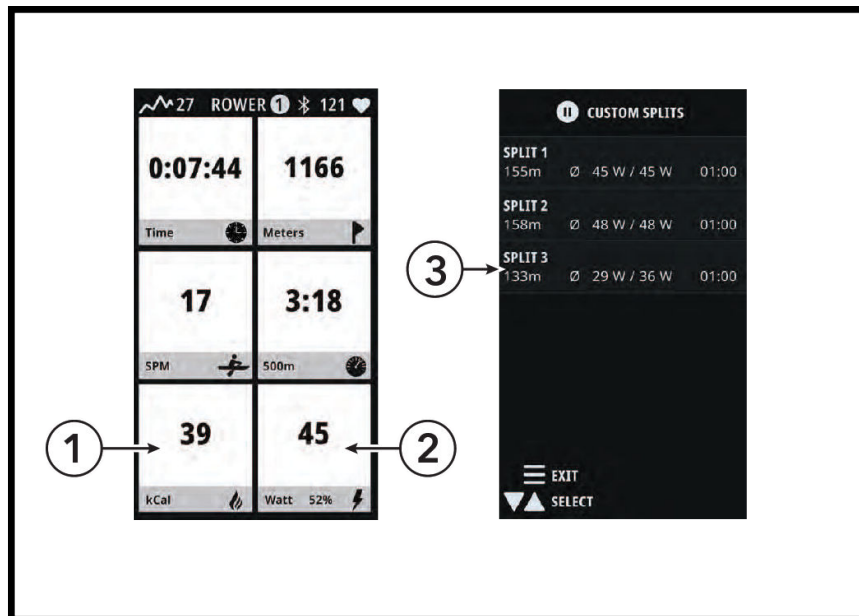 27 ROWER 1 121
0:07:44
Time
1166
Meters
17
SPM
3:18
500m
39
kCal
45
Watt 52%
1
2
3
CUSTOM SPLITS
SPLIT 1
155m Ø 45 W / 45 W 01:00
SPLIT 2
158m Ø 48 W / 48 W 01:00
SPLIT 3
133m Ø 29 W / 36 W 01:00
EXIT
SELECT